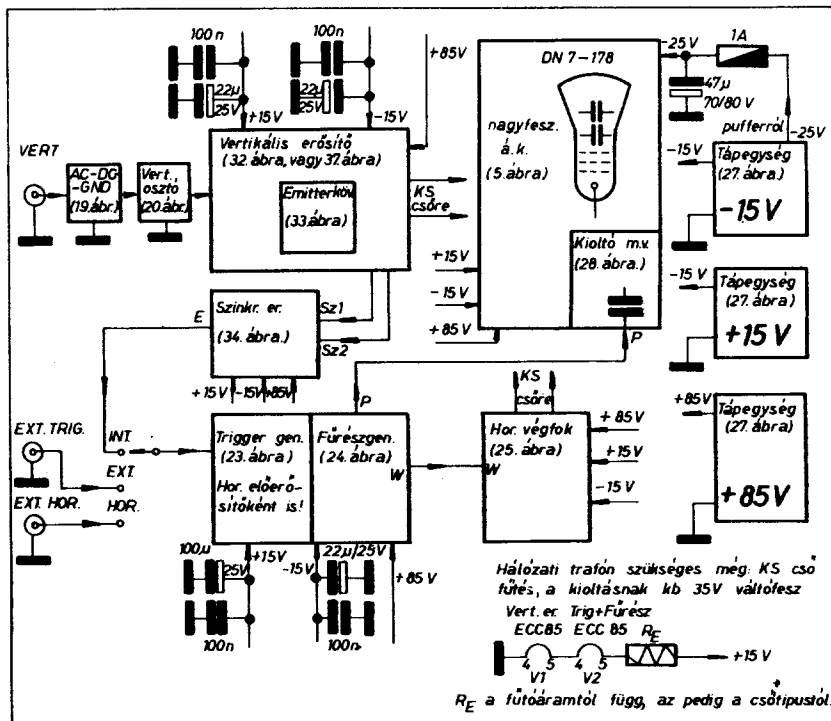 100n
22µ
25V
+15V
100n
22µ
25V
-15V
+85V
VERT
AC-DC
-GND
(19.ábr.)
Vert.,
osztó
(20.ábr.)
Vertikális erősítő
(32. ábra, vagy 37.ábra)
Emitterköv.
(33.ábra)
KS
csőre
DN 7-178
nagyfesz.
á.k.
(5.ábra)
Kioltó m.v.
(28.ábra.)
P
+15V
-15V
+85V
-25V
1A
47µ
70/80 V
pufferról
-25V
-15V
Tápegység
(27.ábra)
-15V
-15V
Tápegység
(27.ábra)
+15V
+85V
Tápegység
(27.ábra)
+85V
E
Szinkr. er.
(34.ábra.)
Sz1
Sz2
+15V
-15V
+85V
P
EXT. TRIG.
INT.
EXT.
EXT HOR.
HOR.
Trigger gen.
(23.ábra)
Hor. előerő-
sítőként is!
Fűrészgen.
(24.ábra)
W
KS
csőre
Hor. végfok
(25.ábra)
W
+85V
+15V
-15V
100µ
25V
+15V
100n
-15V
22µ/25V
100n
+85V
Hálózati trafón szükséges még: KS cső
fűtés, a kioltásnak kb 35V váltófesz
Vert. er. Trig+Fűrész
ECC85 ECC 85 RE
4 5 4 5 +15V
V1 V2
RE a fűtőáramtól függ, az pedig a csőtipustól.